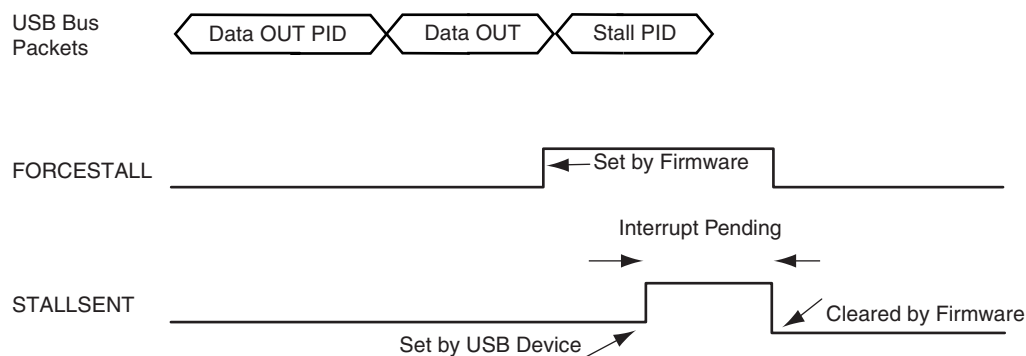 USB Bus
Packets
Data OUT PID
Data OUT
Stall PID
FORCESTALL
Set by Firmware
Interrupt Pending
STALLSENT
Cleared by Firmware
Set by USB Device